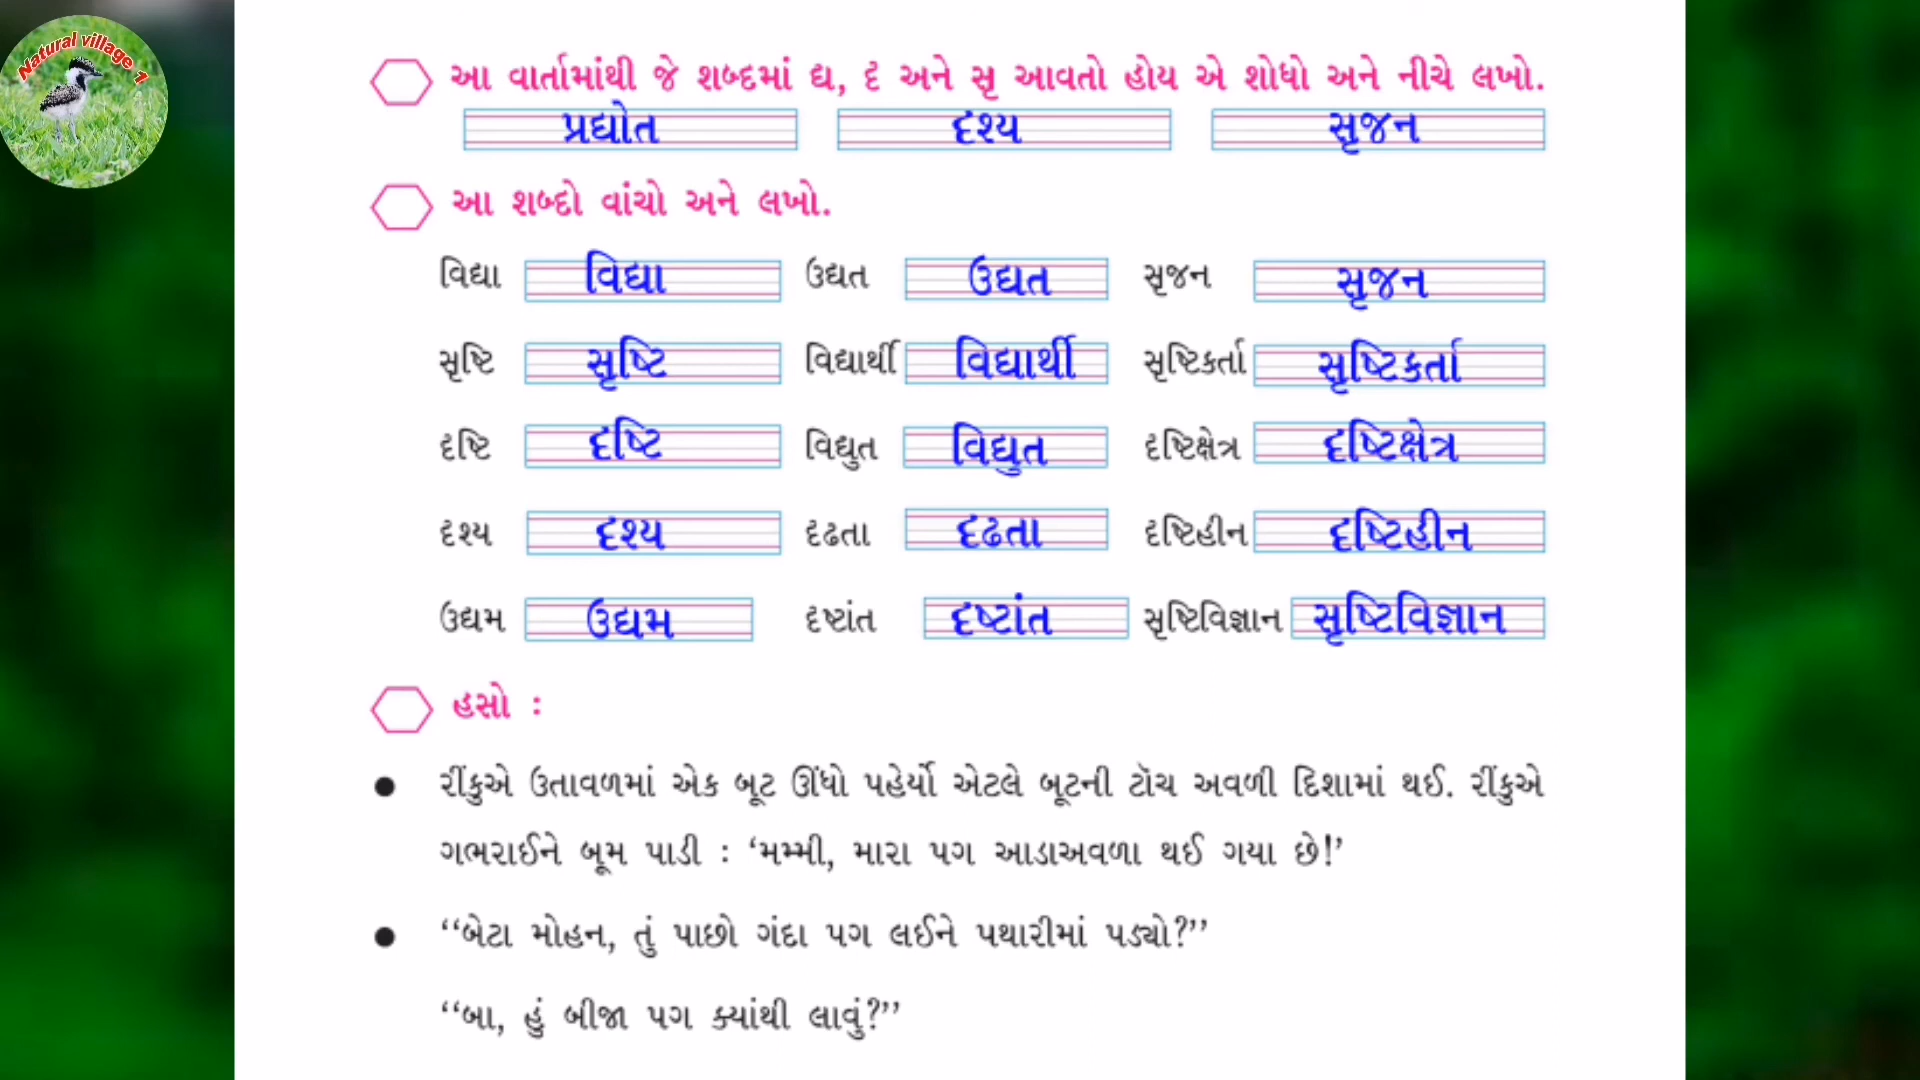 Natural village 1
આ વાર્તામાંથી જે શબ્દમાં દ્ય, દૃ અને સૃ આવતો હોય એ શોધો અને નીચે લખો.
પ્રદ્યોત દૃશ્ય સૃજન
આ શબ્દો વાંચો અને લખો.
વિદ્યા વિદ્યા ઉદ્યત ઉદ્યત સૃજન સૃજન
સૃષ્ટિ સૃષ્ટિ વિદ્યાર્થી વિદ્યાર્થી સૃષ્ટિકર્તા સૃષ્ટિકર્તા
દૃષ્ટિ દૃષ્ટિ વિદ્યુત વિદ્યુત દૃષ્ટિક્ષેત્ર દૃષ્ટિક્ષેત્ર
દૃશ્ય દૃશ્ય દૃઢતા દૃઢતા દૃષ્ટિહીન દૃષ્ટિહીન
ઉદ્યમ ઉદ્યમ દૃષ્ટાંત દૃષ્ટાંત સૃષ્ટિવિજ્ઞાન સૃષ્ટિવિજ્ઞાન
હસો :
● રીંકુએ ઉતાવળમાં એક બૂટ ઊંધો પહેર્યો એટલે બૂટની ટૉચ અવળી દિશામાં થઈ. રીંકુએ
ગભરાઈને બૂમ પાડી : ‘મમ્મી, મારા પગ આડાઅવળા થઈ ગયા છે!’
● ‘‘બેટા મોહન, તું પાછો ગંદા પગ લઈને પથારીમાં પડ્યો?’’
‘‘બા, હું બીજા પગ ક્યાંથી લાવું?’’